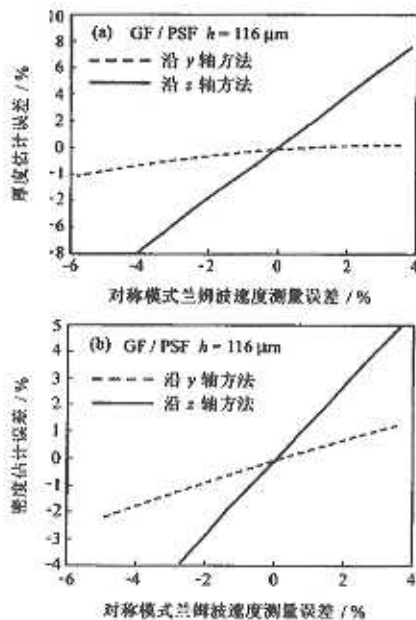 厚度估计误差 / %
10
8
6
4
2
0
-1
-2
-6
-8
(a) GF / PSF h = 116 μm
沿 y 轴方法
沿 z 轴方法
-6 -4 -2 0 2 4
对称模式兰姆波速度测量误差 / %
密度估计误差 / %
5
4
3
2
1
0
-1
-2
-3
-4
(b) GF / PSF h = 116 μm
沿 y 轴方法
沿 z 轴方法
-6 -4 -2 0 2 4
对称模式兰姆波速度测量误差 / %